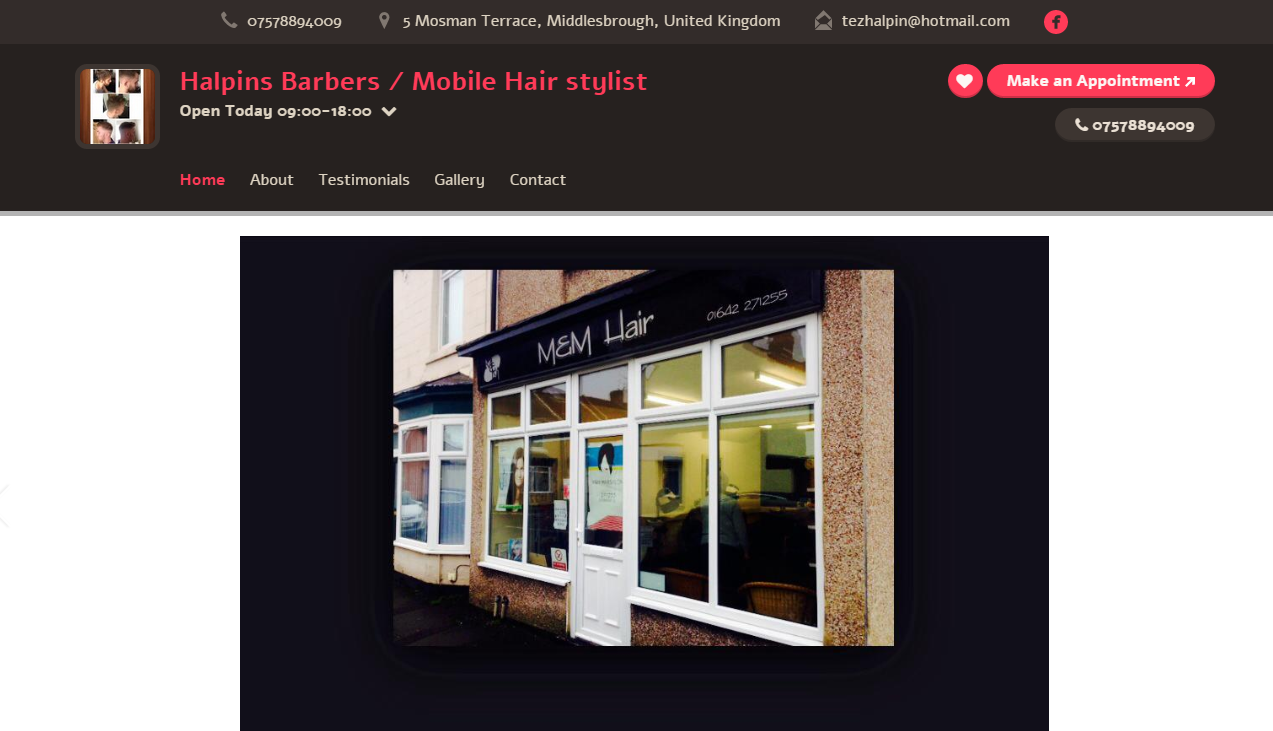 07578894009 5 Mosman Terrace, Middlesbrough, United Kingdom tezhalpin@hotmail.com
Halpins Barbers / Mobile Hair stylist
Make an Appointment
Open Today 09:00-18:00
07578894009
Home About Testimonials Gallery Contact
M&M Hair 01642 271255